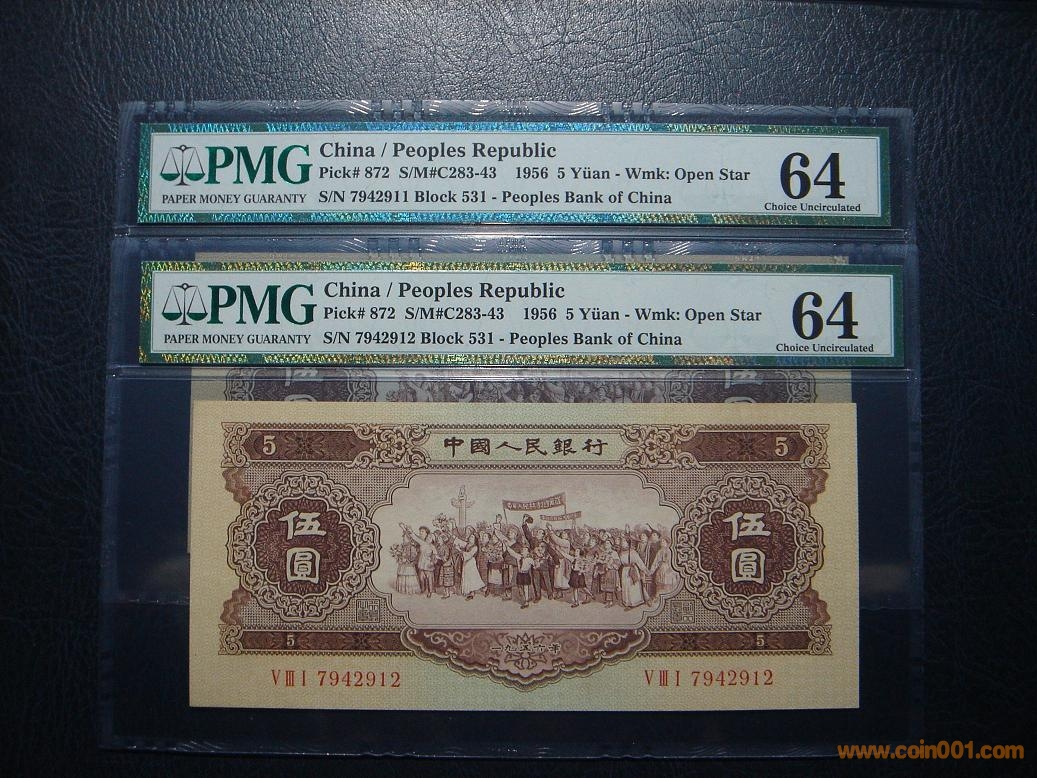 PMG
PAPER MONEY GUARANTY
China / Peoples Republic
Pick# 872 S/M#C283-43 1956 5 Yüan - Wmk: Open Star
S/N 7942911 Block 531 - Peoples Bank of China
64
Choice Uncirculated
PMG
PAPER MONEY GUARANTY
China / Peoples Republic
Pick# 872 S/M#C283-43 1956 5 Yüan - Wmk: Open Star
S/N 7942912 Block 531 - Peoples Bank of China
64
Choice Uncirculated
伍 伍
5 中國人民銀行 5
伍圓 伍圓
5 一九五六年 5
V III I 7942912 V III I 7942912
www.coin001.com